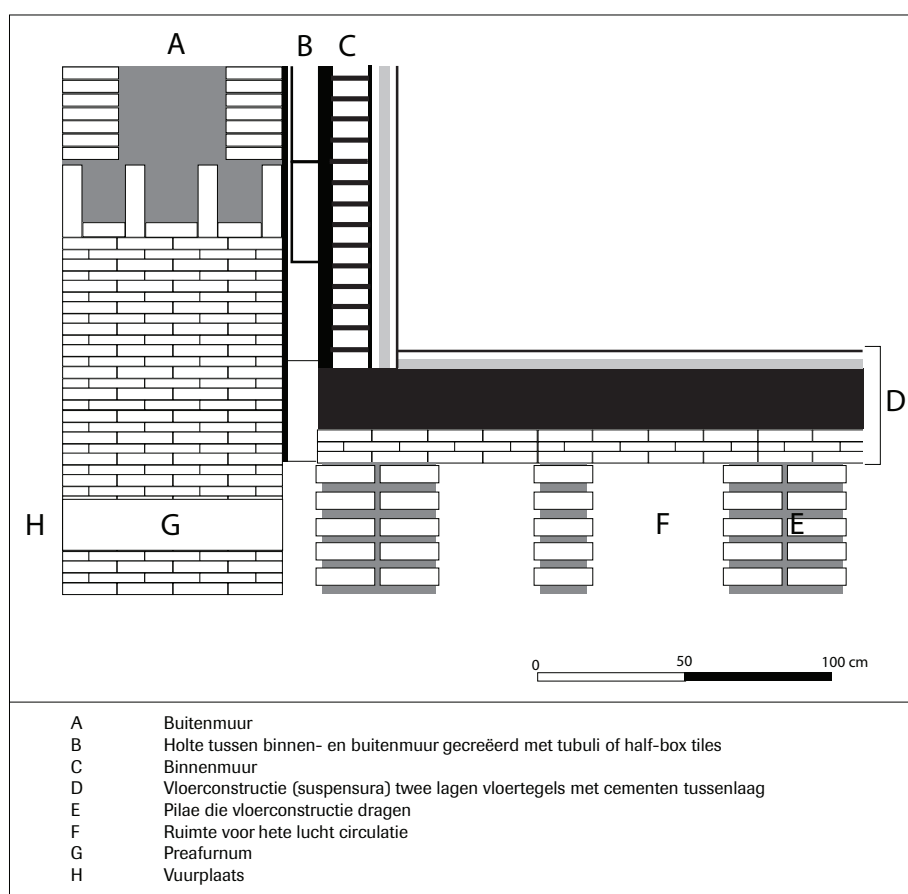 A B C
D
H G F E
0 50 100 cm
A Buitenmuur
B Holte tussen binnen- en buitenmuur gecreëerd met tubuli of half-box tiles
C Binnenmuur
D Vloerconstructie (suspensura) twee lagen vloertegels met cementen tussenlaag
E Pilae die vloerconstructie dragen
F Ruimte voor hete lucht circulatie
G Preafurnum
H Vuurplaats